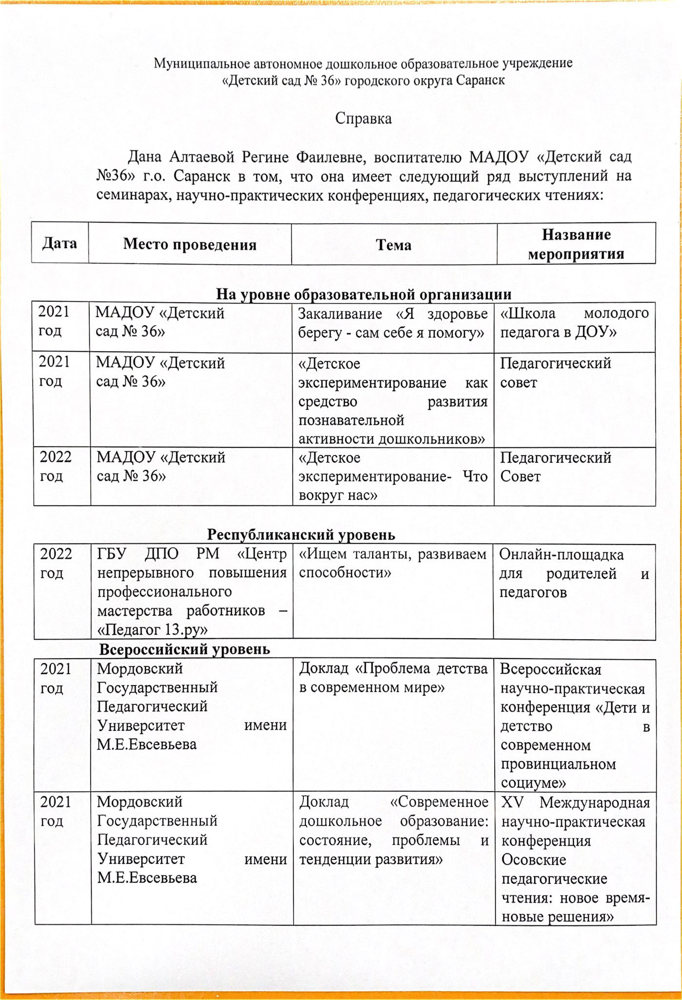 Муниципальное автономное дошкольное образовательное учреждение
«Детский сад № 36» городского округа Саранск
Справка
Дана Алтаевой Регине Фаилевне, воспитателю МАДОУ «Детский сад
№36» г.о. Саранск в том, что она имеет следующий ряд выступлений на
семинарах, научно-практических конференциях, педагогических чтениях:
Дата
Место проведения
Тема
Название
мероприятия
На уровне образовательной организации
2021
год
МАДОУ «Детский
сад № 36»
Закаливание «Я здоровье
берегу - сам себе я помогу»
«Школа молодого
педагога в ДОУ»
2021
год
МАДОУ «Детский
сад № 36»
«Детское
экспериментирование как
средство развития
познавательной
активности дошкольников»
Педагогический
совет
2022
год
МАДОУ «Детский
сад № 36»
«Детское
экспериментирование- Что
вокруг нас»
Педагогический
Совет
Республиканский уровень
2022
год
ГБУ ДПО РМ «Центр
непрерывного повышения
профессионального
мастерства работников –
«Педагог 13.ру»
«Ищем таланты, развиваем
способности»
Онлайн-площадка
для родителей и
педагогов
Всероссийский уровень
2021
год
Мордовский
Государственный
Педагогический
Университет имени
М.Е.Евсевьева
Доклад «Проблема детства
в современном мире»
Всероссийская
научно-практическая
конференция «Дети и
детство в
современном
провинциальном
социуме»
2021
год
Мордовский
Государственный
Педагогический
Университет имени
М.Е.Евсевьева
Доклад «Современное
дошкольное образование:
состояние, проблемы и
тенденции развития»
XV Международная
научно-практическая
конференция
Осовские
педагогические
чтения: новое время-
новые решения»